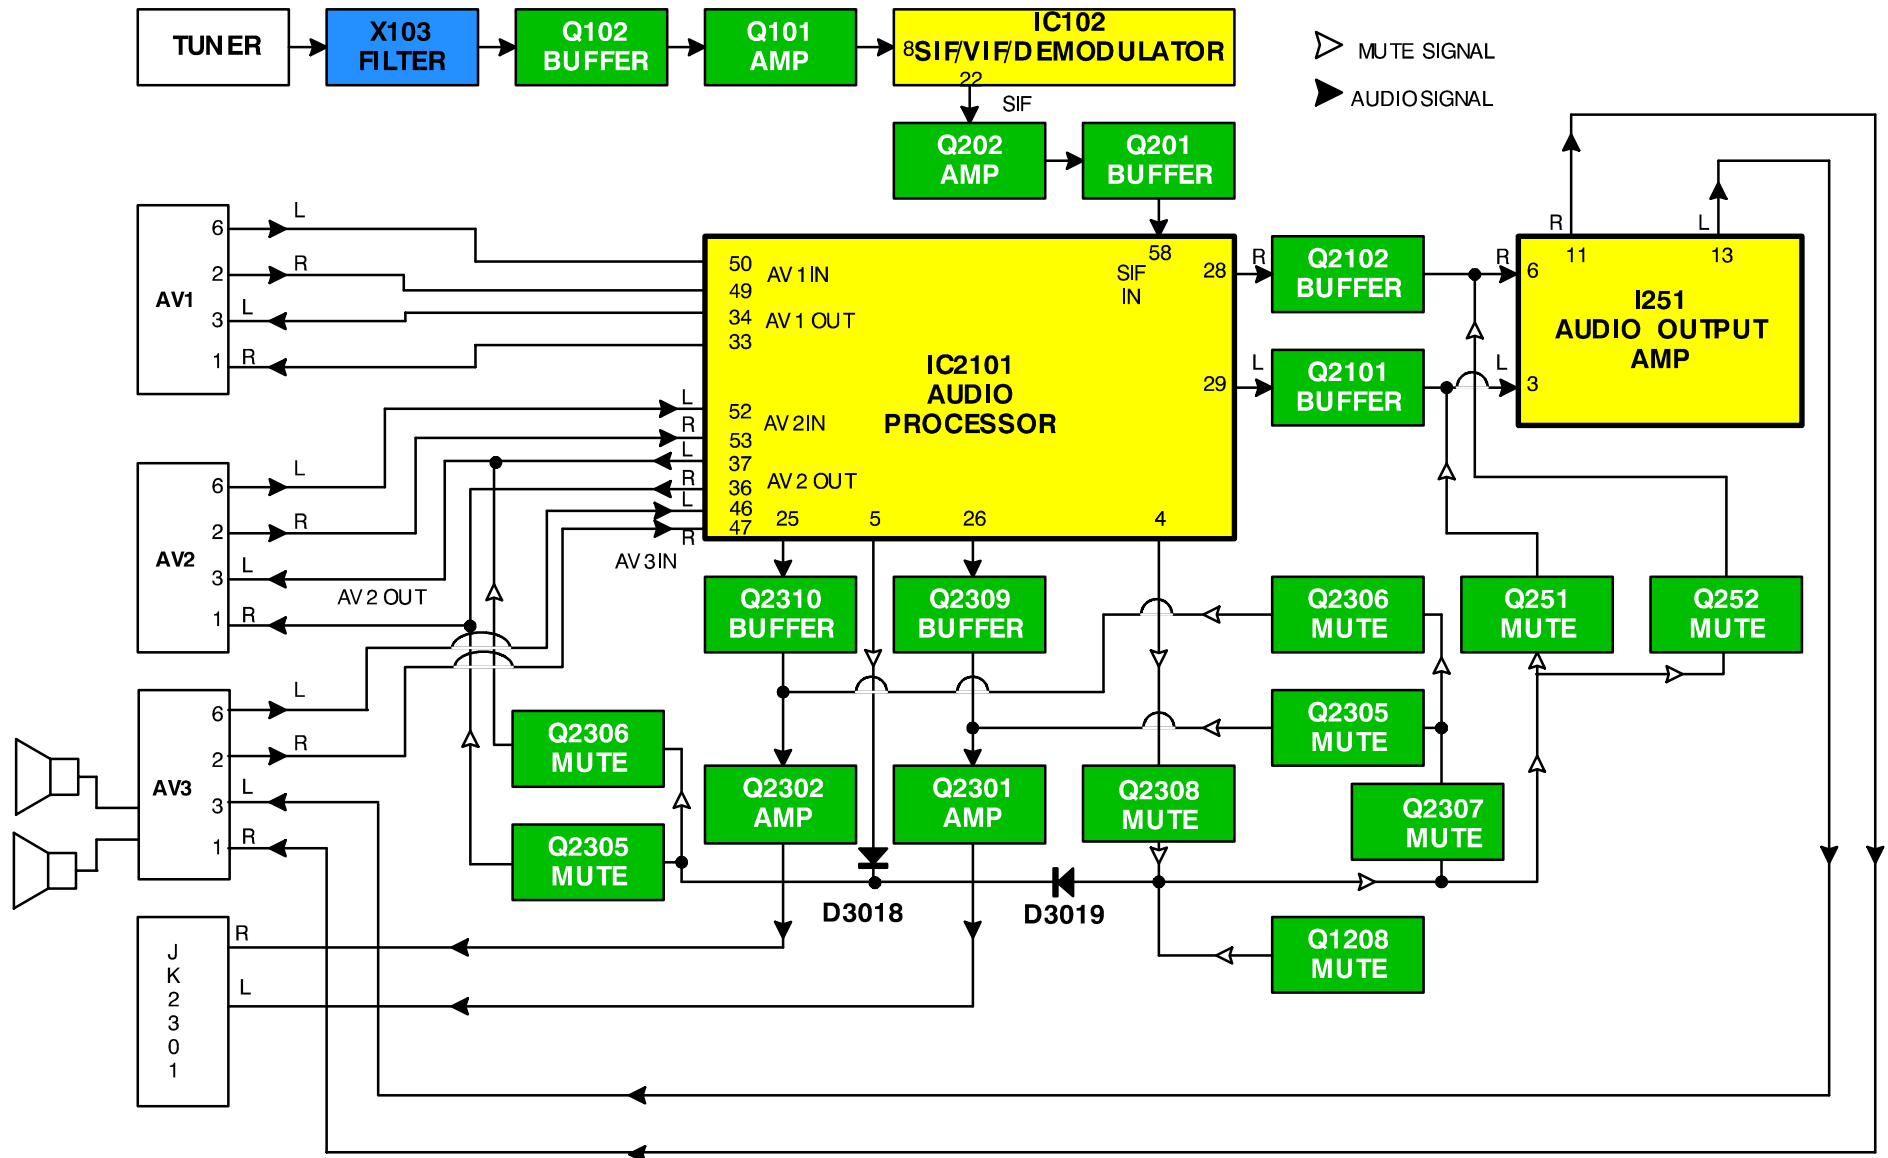 TUNER
X103
FILTER
Q102
BUFFER
Q101
AMP
IC102
8 SIF/VIF/DEMODULATOR
22
SIF
MUTE SIGNAL
AUDIO SIGNAL
Q202
AMP
Q201
BUFFER
AV1
6 L
2 R
3 L
1 R
AV2
6 L
2 R
3 L
1 R
AV 2 OUT
AV3
6 L
2 R
3 L
1 R
L
R
L
R
L
R
AV 3 IN
50 AV 1 IN
49
34 AV 1 OUT
33
52 AV 2 IN
53
37
36 AV 2 OUT
46
47
25
5
26
4
58
SIF
IN
28
29
IC2101
AUDIO
PROCESSOR
R
Q2102
BUFFER
R
L
Q2101
BUFFER
L
R
L
11
13
6
3
I251
AUDIO OUTPUT
AMP
Q2310
BUFFER
Q2309
BUFFER
Q2306
MUTE
Q251
MUTE
Q252
MUTE
Q2306
MUTE
Q2305
MUTE
Q2305
MUTE
Q2302
AMP
Q2301
AMP
Q2308
MUTE
Q2307
MUTE
D3018
D3019
Q1208
MUTE
R
L
J
K
2
3
0
1